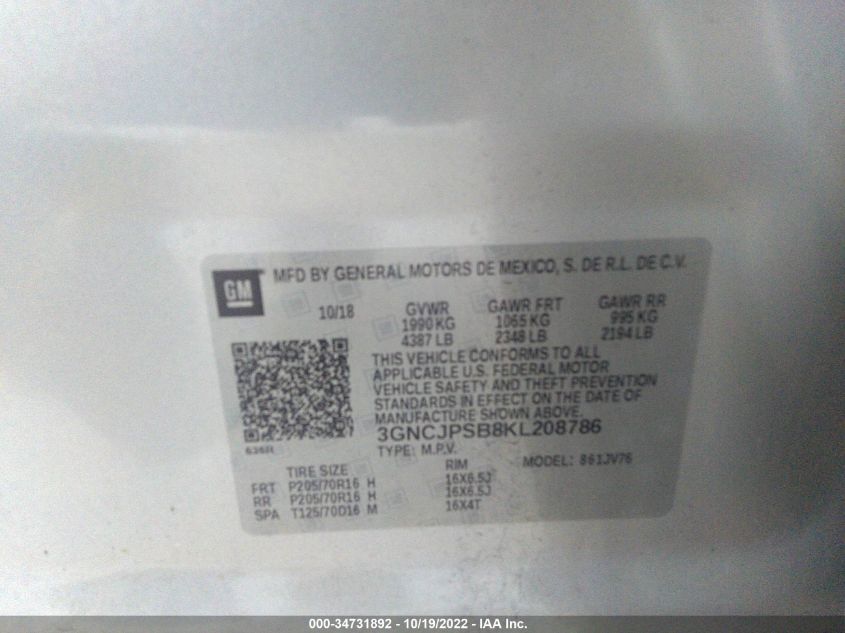 GM
MFD BY GENERAL MOTORS DE MEXICO, S. DE R.L. DE C.V.
10/18 GVWR GAWR FRT GAWR RR
1990 KG 1065 KG 995 KG
4387 LB 2348 LB 2194 LB
THIS VEHICLE CONFORMS TO ALL
APPLICABLE U.S. FEDERAL MOTOR
VEHICLE SAFETY AND THEFT PREVENTION
STANDARDS IN EFFECT ON THE DATE OF
MANUFACTURE SHOWN ABOVE.
3GNCJPSB8KL208786
TYPE: M.P.V. MODEL: 861JV76
TIRE SIZE RIM
FRT P205/70R16 H 16X6.5J
RR P205/70R16 H 16X6.5J
SPA T125/70D16 M 16X4T
000-34731892 - 10/19/2022 - IAA Inc.